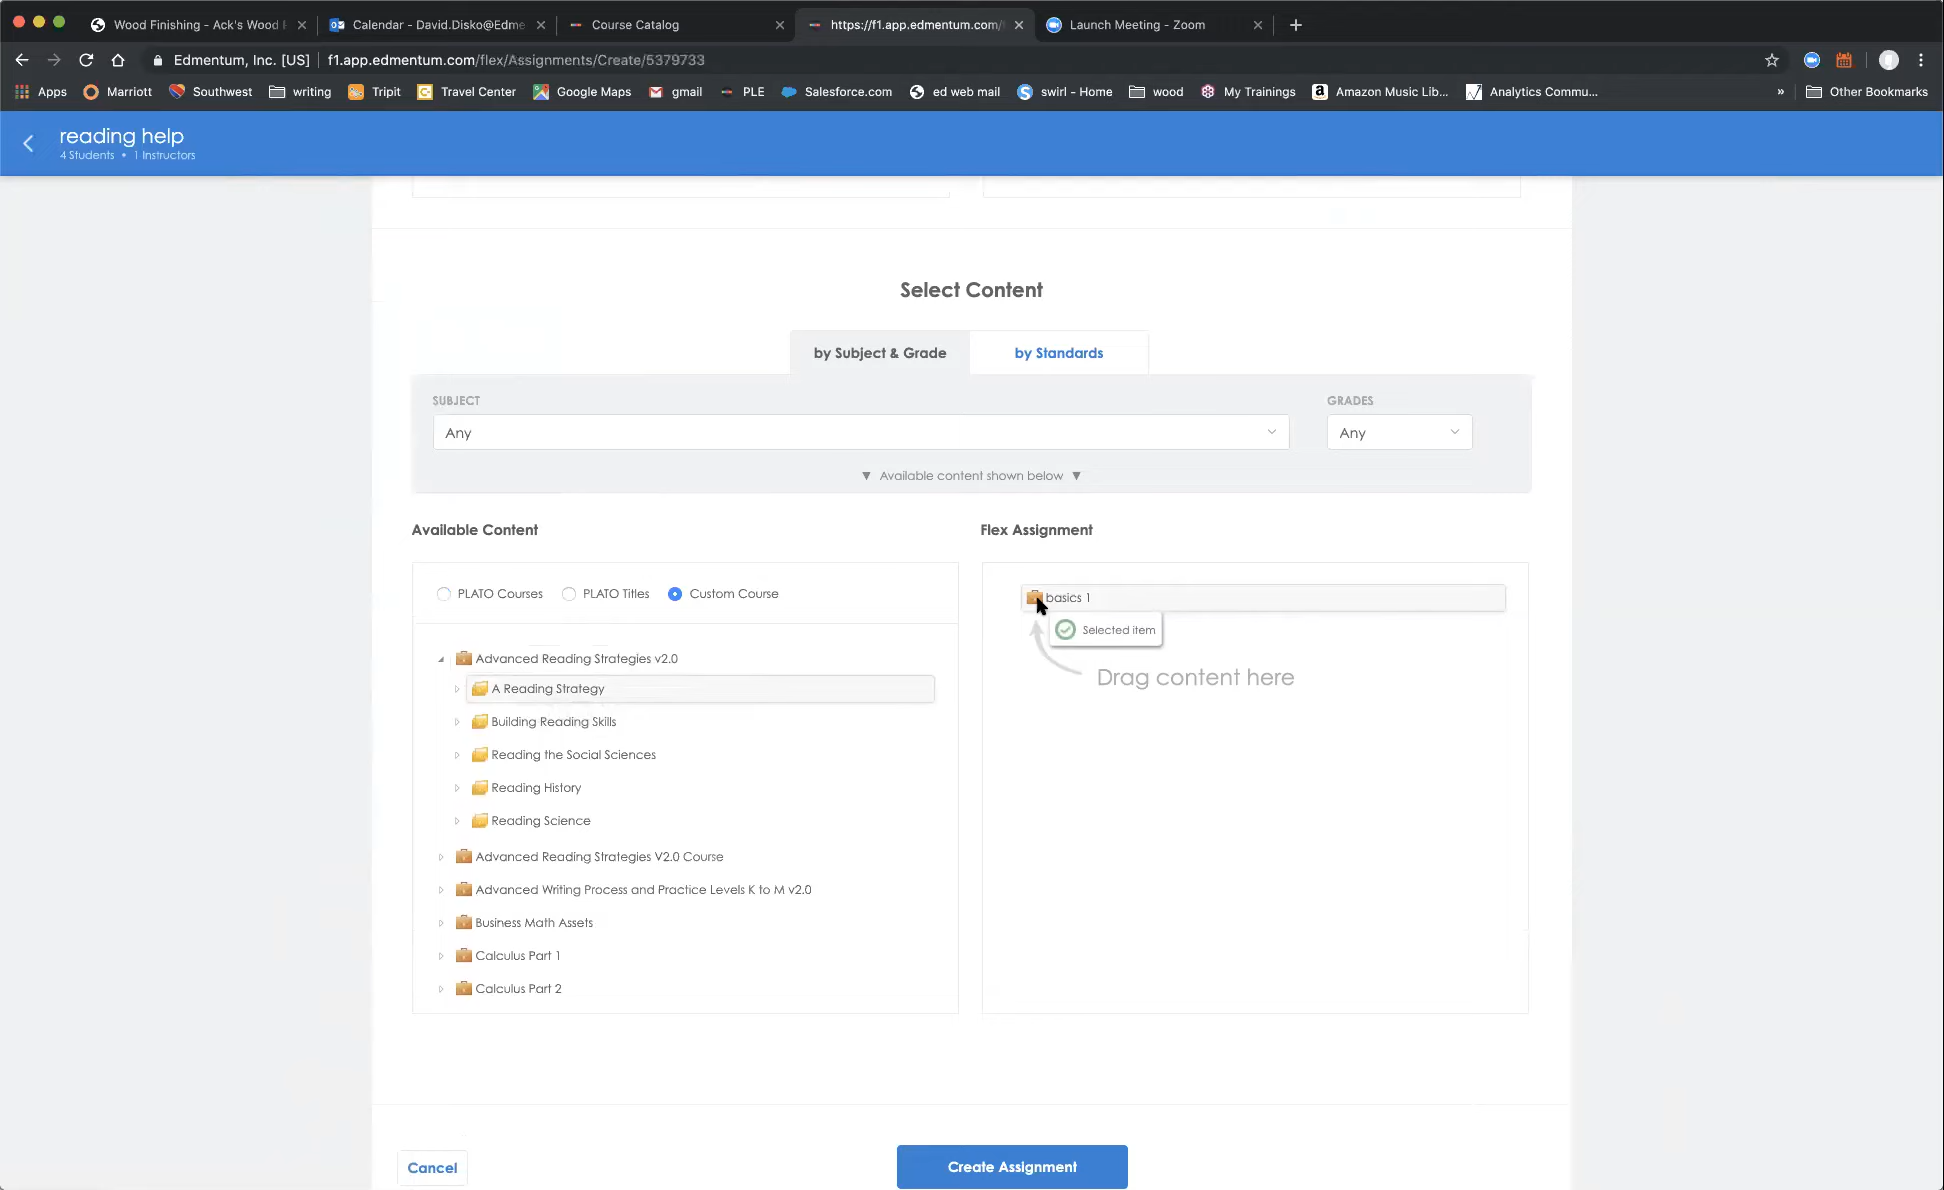 Wood Finishing - Ack's Wood
Calendar - David.Disko@Edme
Course Catalog
https://f1.app.edmentum.com/
Launch Meeting - Zoom
Edmentum, Inc. [US] | f1.app.edmentum.com/flex/Assignments/Create/5379733
Apps Marriott Southwest writing Tripit Travel Center Google Maps gmail PLE Salesforce.com ed web mail swirl - Home wood My Trainings Amazon Music Lib... Analytics Commu... » Other Bookmarks
reading help
4 Students • 1 Instructors
Select Content
by Subject & Grade by Standards
SUBJECT GRADES
Any Any
▼ Available content shown below ▼
Available Content Flex Assignment
PLATO Courses PLATO Titles Custom Course
basics 1
Selected item
Drag content here
Advanced Reading Strategies v2.0
A Reading Strategy
Building Reading Skills
Reading the Social Sciences
Reading History
Reading Science
Advanced Reading Strategies V2.0 Course
Advanced Writing Process and Practice Levels K to M v2.0
Business Math Assets
Calculus Part 1
Calculus Part 2
Cancel Create Assignment